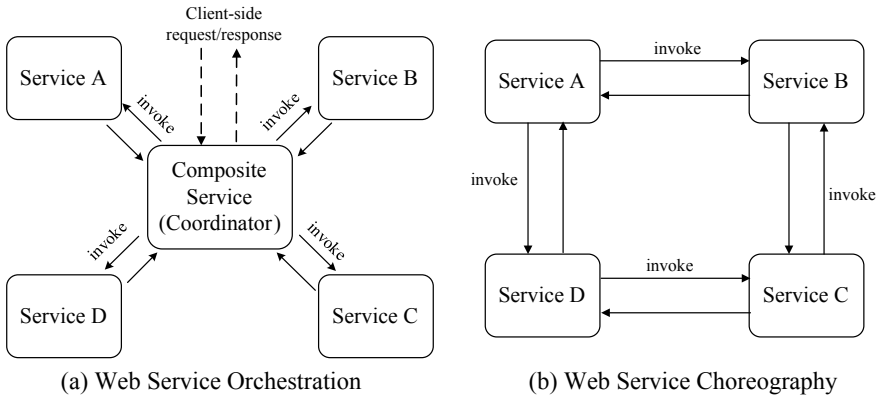 Client-side
request/response
Service A
Service B
invoke
invoke
Composite
Service
(Coordinator)
invoke
invoke
Service D
Service C
(a) Web Service Orchestration
Service A
invoke
Service B
invoke
invoke
Service D
invoke
Service C
(b) Web Service Choreography